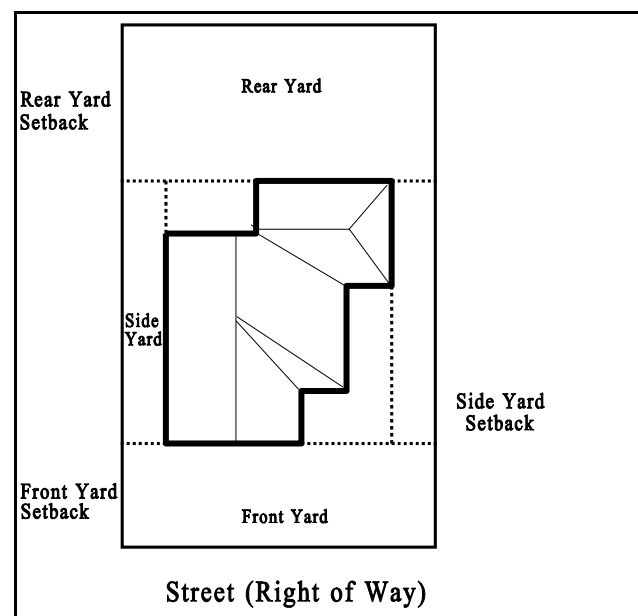 Rear Yard
Rear Yard
Setback
Side
Yard
Side Yard
Setback
Front Yard
Setback
Front Yard
Street (Right of Way)